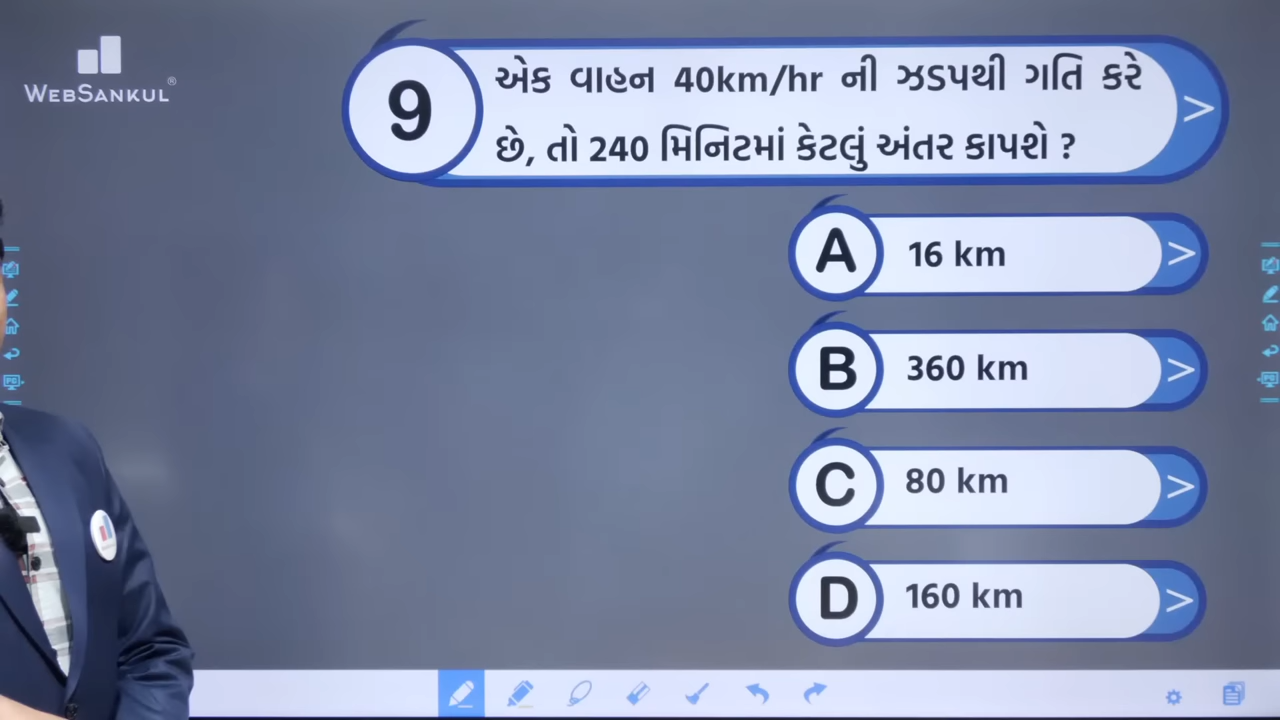 WEBSANKUL®
9
એક વાહન 40km/hr ની ઝડપથી ગતિ કરે
છે, તો 240 મિનિટમાં કેટલું અંતર કાપશે ?
A 16 km
B 360 km
C 80 km
D 160 km